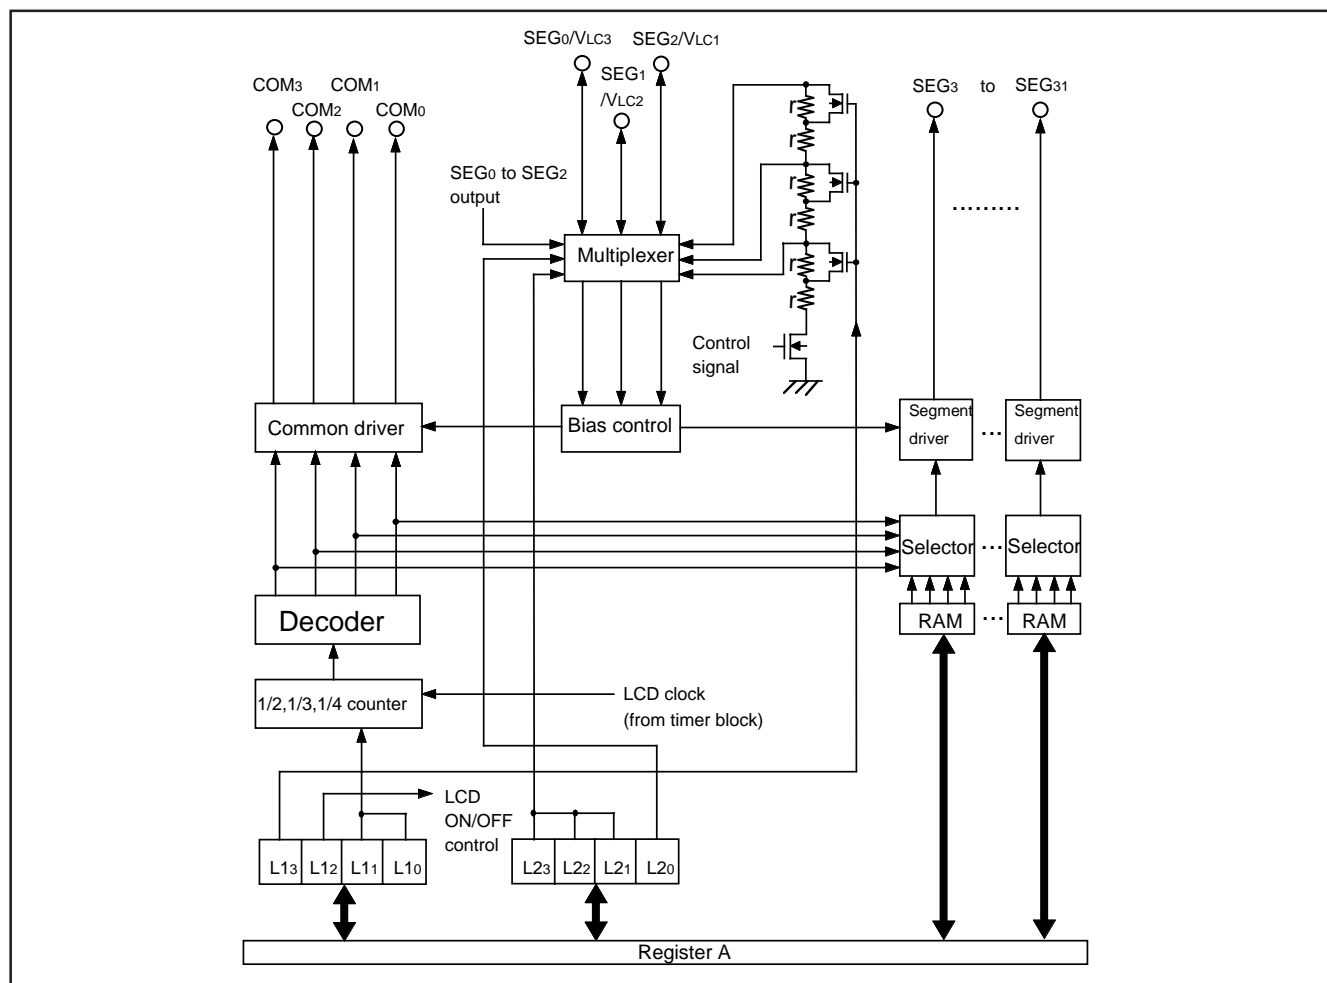 SEG0/VLC3
SEG2/VLC1
SEG1
/VLC2
COM3
COM2
COM1
COM0
SEG3 to SEG31
r
r
r
r
r
r
SEG0 to SEG2
output
Multiplexer
Control
signal
.........
Common driver
Bias control
Segment
driver
...
Segment
driver
Selector
...
Selector
Decoder
RAM
...
RAM
1/2,1/3,1/4 counter
LCD clock
(from timer block)
LCD
ON/OFF
control
L13 L12 L11 L10
L23 L22 L21 L20
Register A